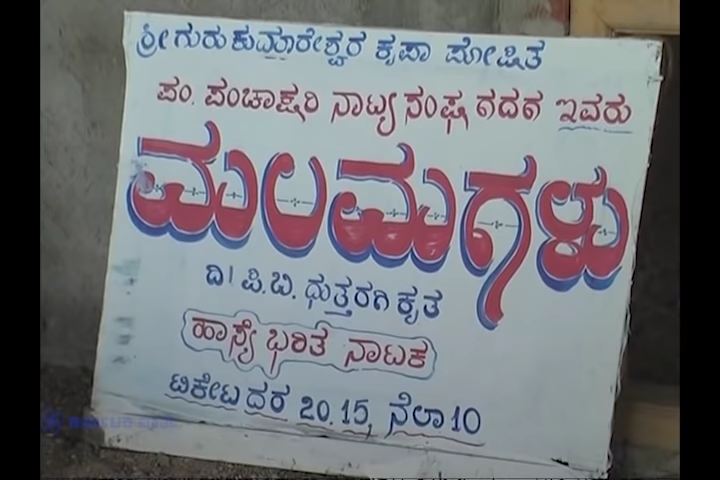 ಶ್ರೀ ಗುರು ಕುಮಾರೇಶ್ವರ ಕೃಪಾ ಪೋಷಿತ
ಪಂ. ಪಂಚಾಕ್ಷರಿ ನಾಟ್ಯ ಸಂಘ ಗದಗ ಇವರು
ಮಲಮಗಳು
ದಿ| ಪಿ.ಬಿ. ಧುತ್ತರಗಿ ಕೃತ
ಹಾಸ್ಯೆ ಭರಿತ ನಾಟಕ
ಟಿಕೇಟ ದರ 20.15, ನೆಲಾ 10